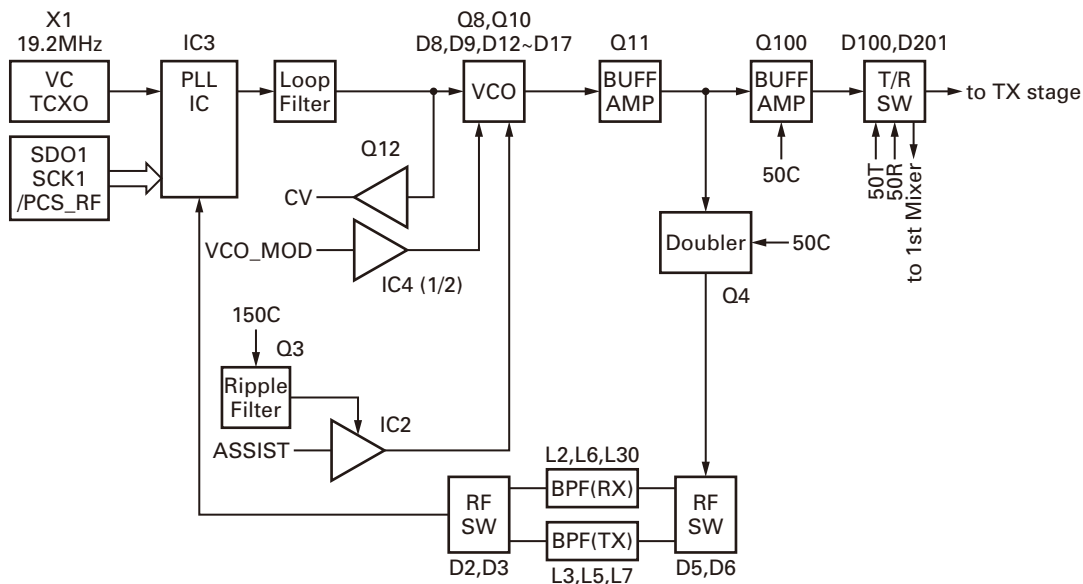 X1
19.2MHz
VC
TCXO
SDO1
SCK1
/PCS_RF
IC3
PLL
IC
Loop
Filter
Q8,Q10
D8,D9,D12~D17
VCO
Q11
BUFF
AMP
Q100
BUFF
AMP
50C
D100,D201
T/R
SW
to TX stage
50T
50R
to 1st Mixer
Q12
CV
VCO_MOD
IC4 (1/2)
Doubler
50C
Q4
150C
Q3
Ripple
Filter
IC2
ASSIST
L2,L6,L30
BPF(RX)
RF
SW
D2,D3
BPF(TX)
L3,L5,L7
RF
SW
D5,D6